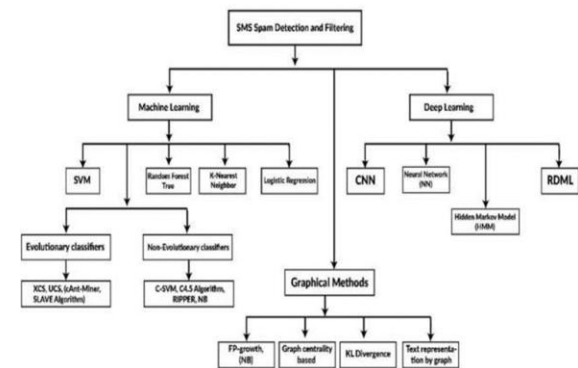 SMS Spam Detection and Filtering
Machine Learning
Deep Learning
SVM
Random Forest
Tree
K-Nearest
Neighbor
Logistic Regression
CNN
Neural Network
(NN)
RDML
Hidden Markov Model
(HMM)
Evolutionary classifiers
Non-Evolutionary classifiers
XCS, UCS, (cAnt-Miner,
SLAVE Algorithm)
C-SVM, C4.5 Algorithm,
RIPPER, NB
Graphical Methods
FP-growth,
(NB)
Graph centrality
based
KL Divergence
Text representa-
tion by graph